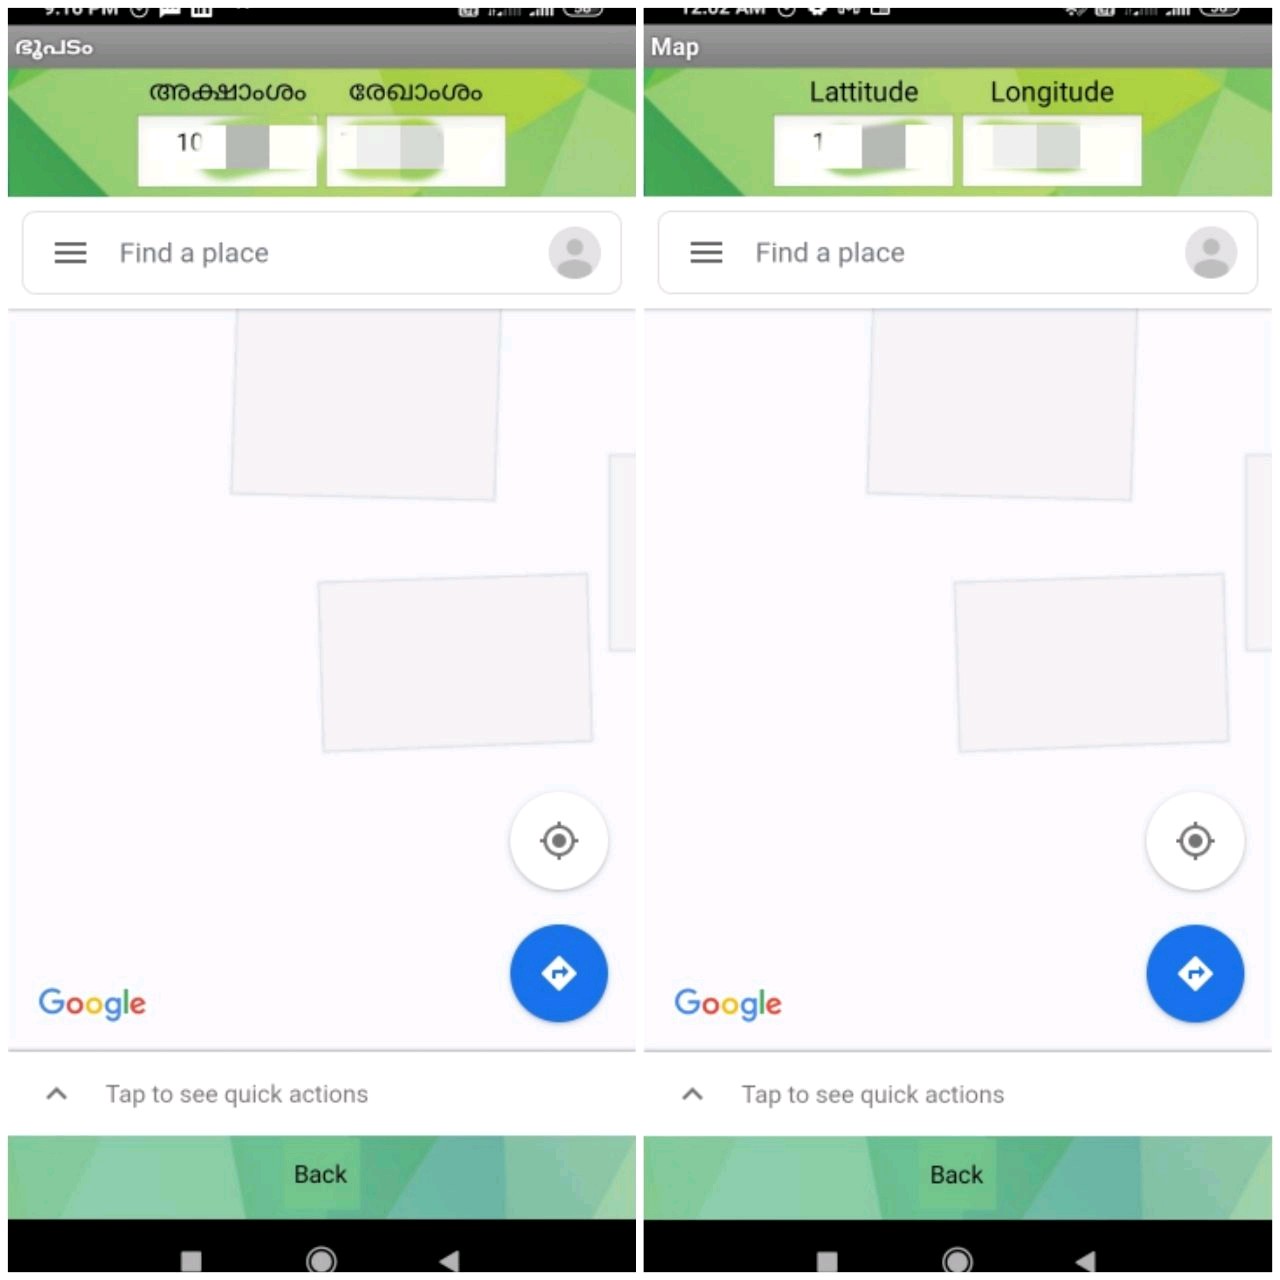 9:16 PM
ഭൂപടം
അക്ഷാംശം രേഖാംശം
10
Find a place
Google
Tap to see quick actions
Back
12:02 AM
Map
Lattitude Longitude
1
Find a place
Google
Tap to see quick actions
Back